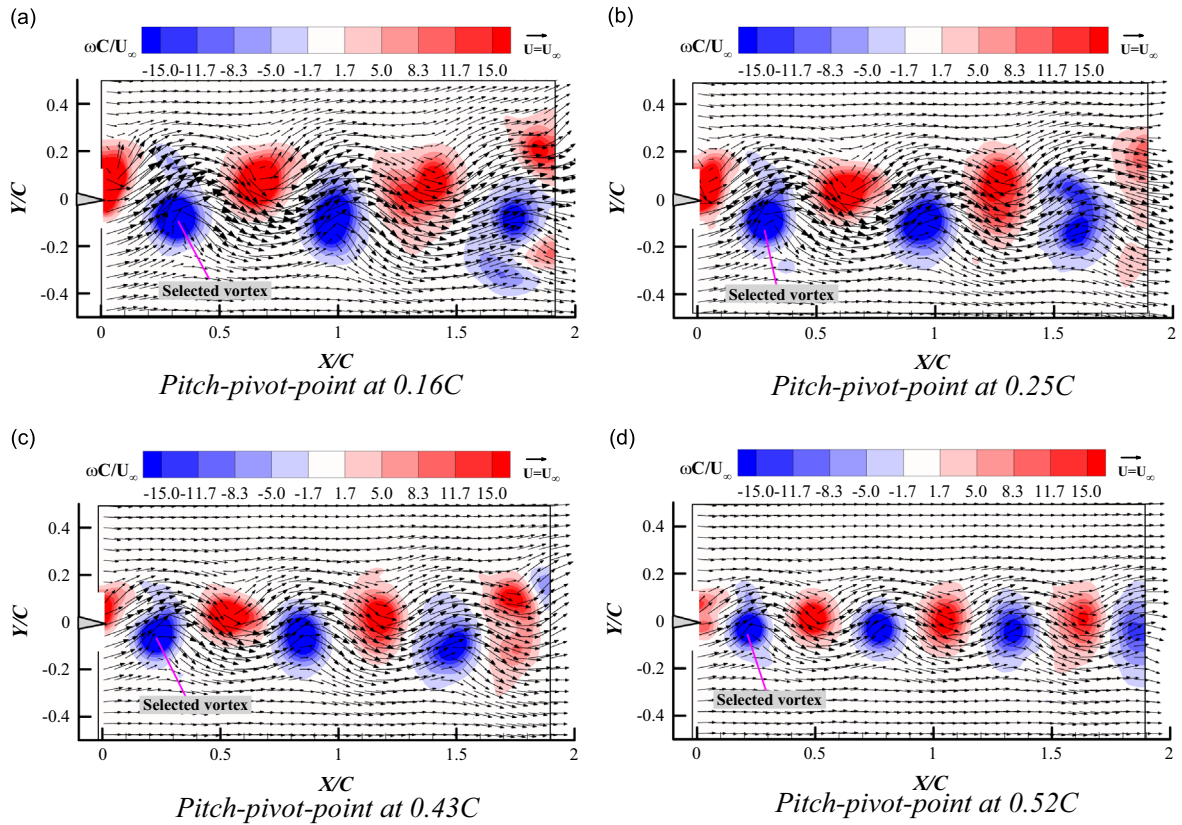 (a)
ωC/U∞
U=U∞
-15.0 -11.7 -8.3 -5.0 -1.7 1.7 5.0 8.3 11.7 15.0
Y/C
0.4
0.2
0
-0.2
-0.4
Selected vortex
0 0.5 1 1.5 2
X/C
Pitch-pivot-point at 0.16C
(b)
ωC/U∞
U=U∞
-15.0 -11.7 -8.3 -5.0 -1.7 1.7 5.0 8.3 11.7 15.0
Y/C
0.4
0.2
0
-0.2
-0.4
Selected vortex
0 0.5 1 1.5 2
X/C
Pitch-pivot-point at 0.25C
(c)
ωC/U∞
U=U∞
-15.0 -11.7 -8.3 -5.0 -1.7 1.7 5.0 8.3 11.7 15.0
Y/C
0.4
0.2
0
-0.2
-0.4
Selected vortex
0 0.5 1 1.5 2
X/C
Pitch-pivot-point at 0.43C
(d)
ωC/U∞
U=U∞
-15.0 -11.7 -8.3 -5.0 -1.7 1.7 5.0 8.3 11.7 15.0
Y/C
0.4
0.2
0
-0.2
-0.4
Selected vortex
0 0.5 1 1.5 2
X/C
Pitch-pivot-point at 0.52C